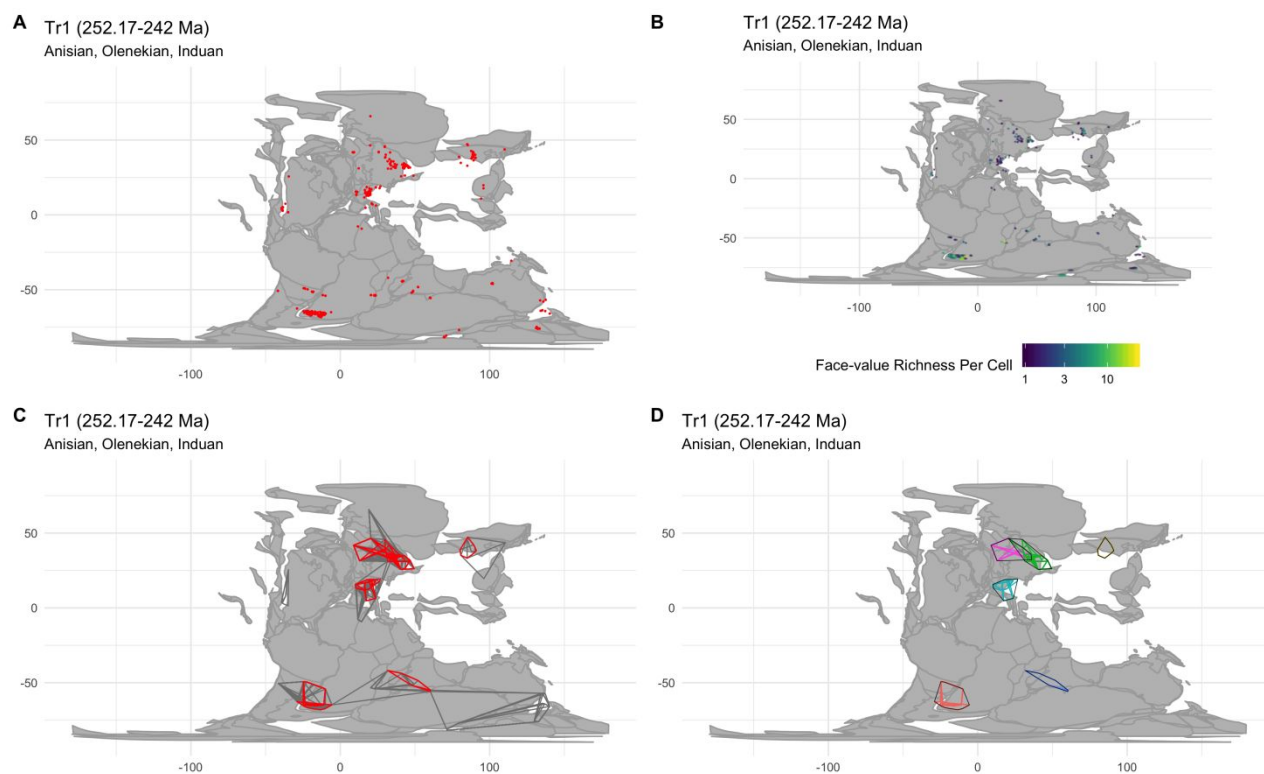 A
Tr1 (252.17-242 Ma)
Anisian, Olenekian, Induan
50
0
-50
-100
0
100
B
Tr1 (252.17-242 Ma)
Anisian, Olenekian, Induan
50
0
-50
-100
0
100
Face-value Richness Per Cell
1
3
10
C
Tr1 (252.17-242 Ma)
Anisian, Olenekian, Induan
50
0
-50
-100
0
100
D
Tr1 (252.17-242 Ma)
Anisian, Olenekian, Induan
50
0
-50
-100
0
100